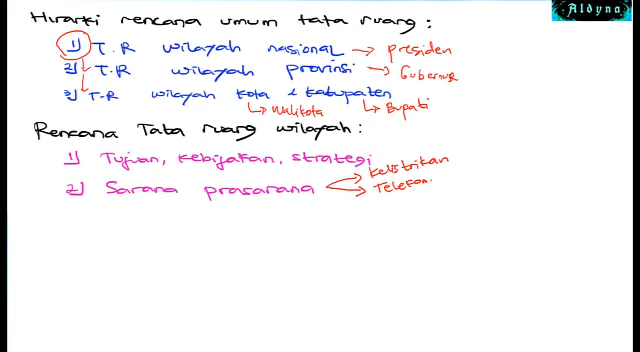 Aldyna
Hirarki rencana umum tata ruang :
1) T.R wilayah nasional → presiden
2) T.R wilayah provinsi → Gubernur
3) T.R wilayah kota & kabupaten
↳ Walikota ↳ Bupati
Rencana Tata ruang wilayah :
1) Tujuan, kebijakan, strategi
2) Sarana prasarana → kelistrikan
→ Telefon.